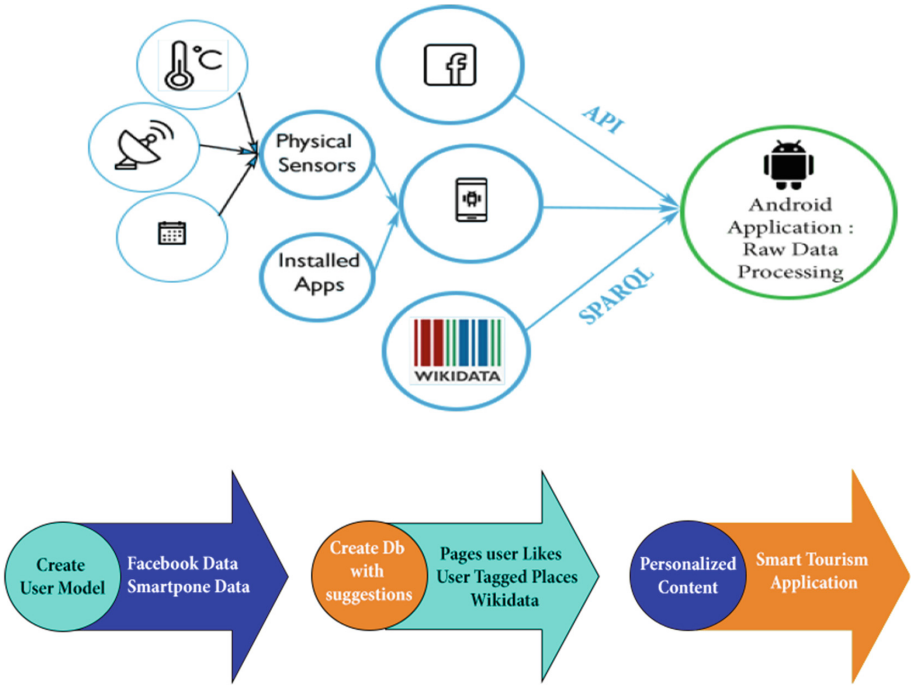 °C
Physical
Sensors
Installed
Apps
f
API
SPARQL
WIKIDATA
Android
Application :
Raw Data
Processing
Create
User Model
Facebook Data
Smartpone Data
Create Db
with
suggestions
Pages user Likes
User Tagged Places
Wikidata
Personalized
Content
Smart Tourism
Application